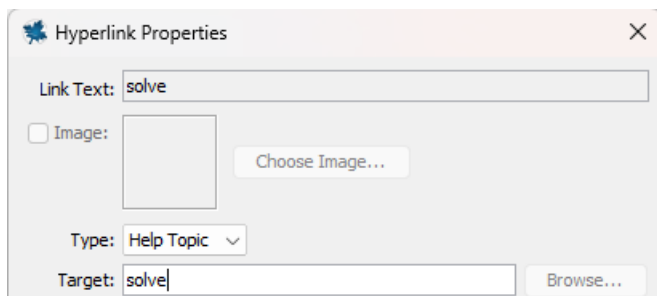 Hyperlink Properties
Link Text: solve
Image:
Choose Image...
Type: Help Topic
Target: solve Browse...